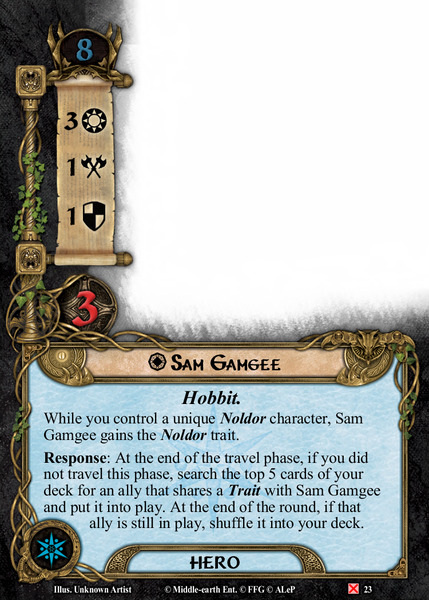 8
3
1
1
3
Sam Gamgee
Hobbit.
While you control a unique Noldor character, Sam
Gamgee gains the Noldor trait.
Response: At the end of the travel phase, if you did
not travel this phase, search the top 5 cards of your
deck for an ally that shares a Trait with Sam Gamgee
and put it into play. At the end of the round, if that
ally is still in play, shuffle it into your deck.
HERO
Illus. Unknown Artist © Middle-earth Ent. © FFG © ALeP 23